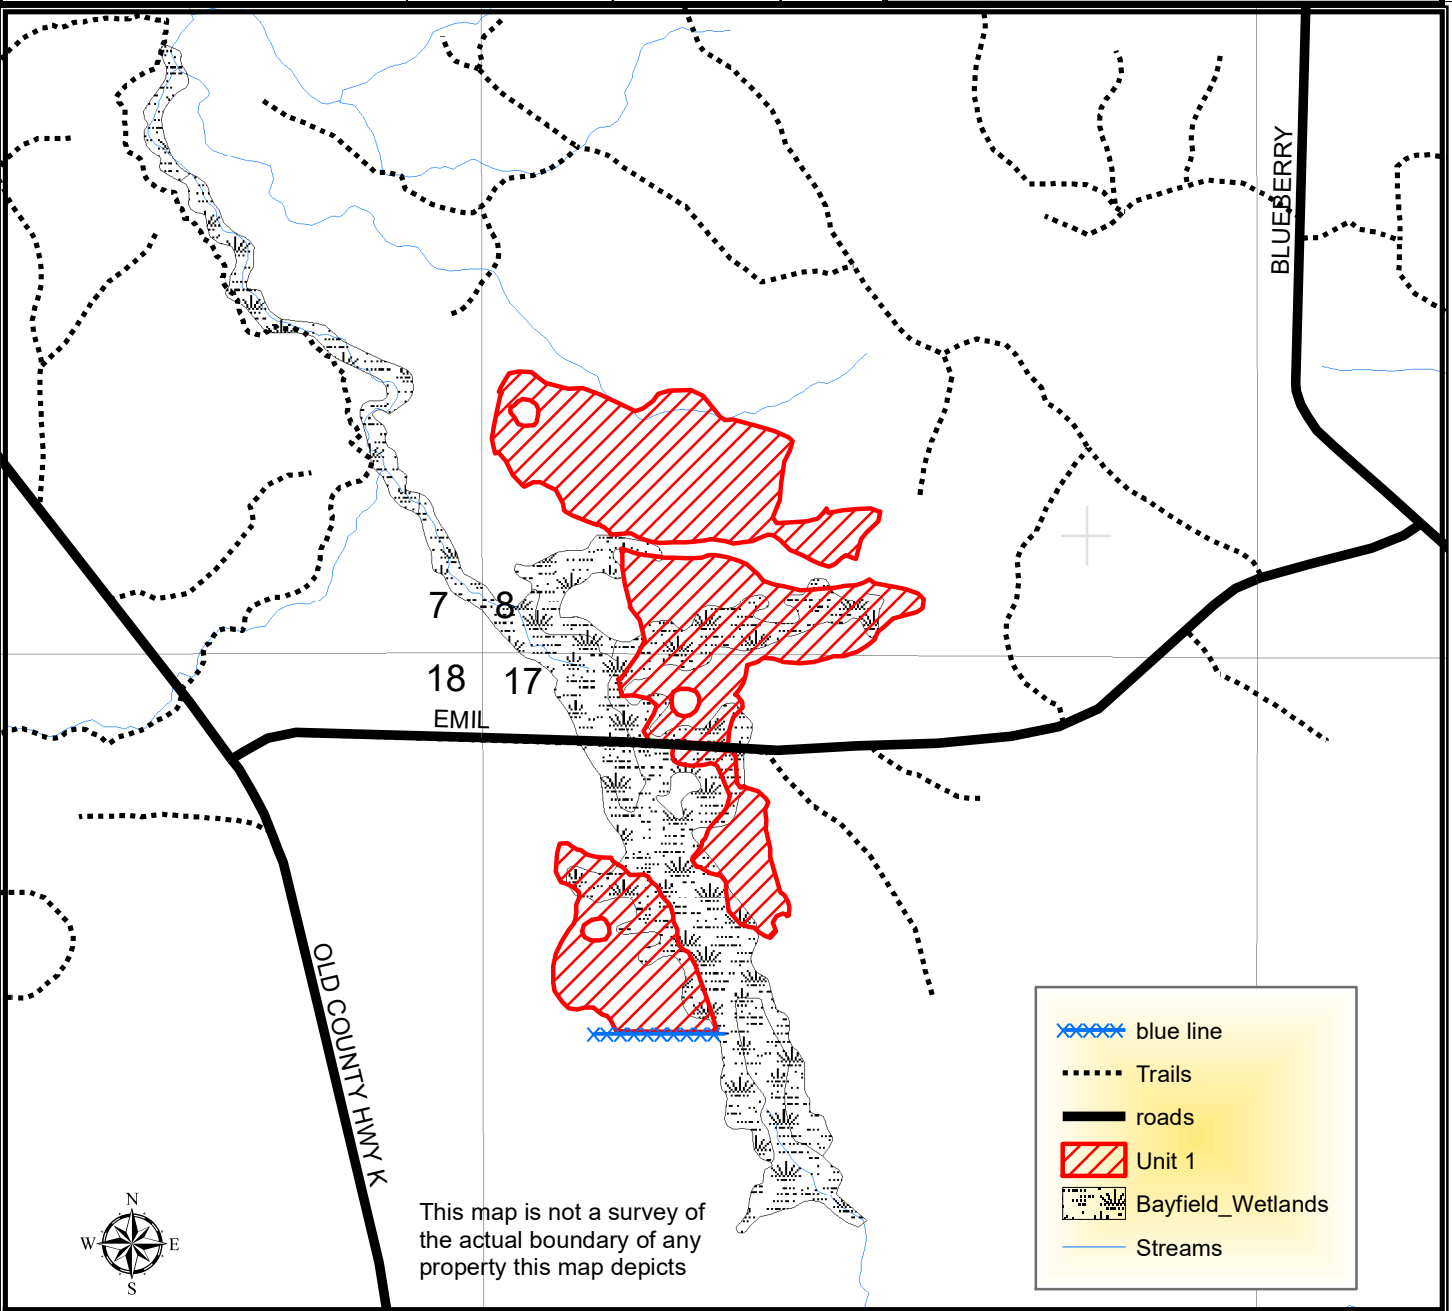 BLUEBERRY
7
8
18
17
EMIL
OLD COUNTY HWY K
blue line
Trails
roads
Unit 1
Bayfield_Wetlands
Streams
N
W
E
S
This map is not a survey of
the actual boundary of any
property this map depicts